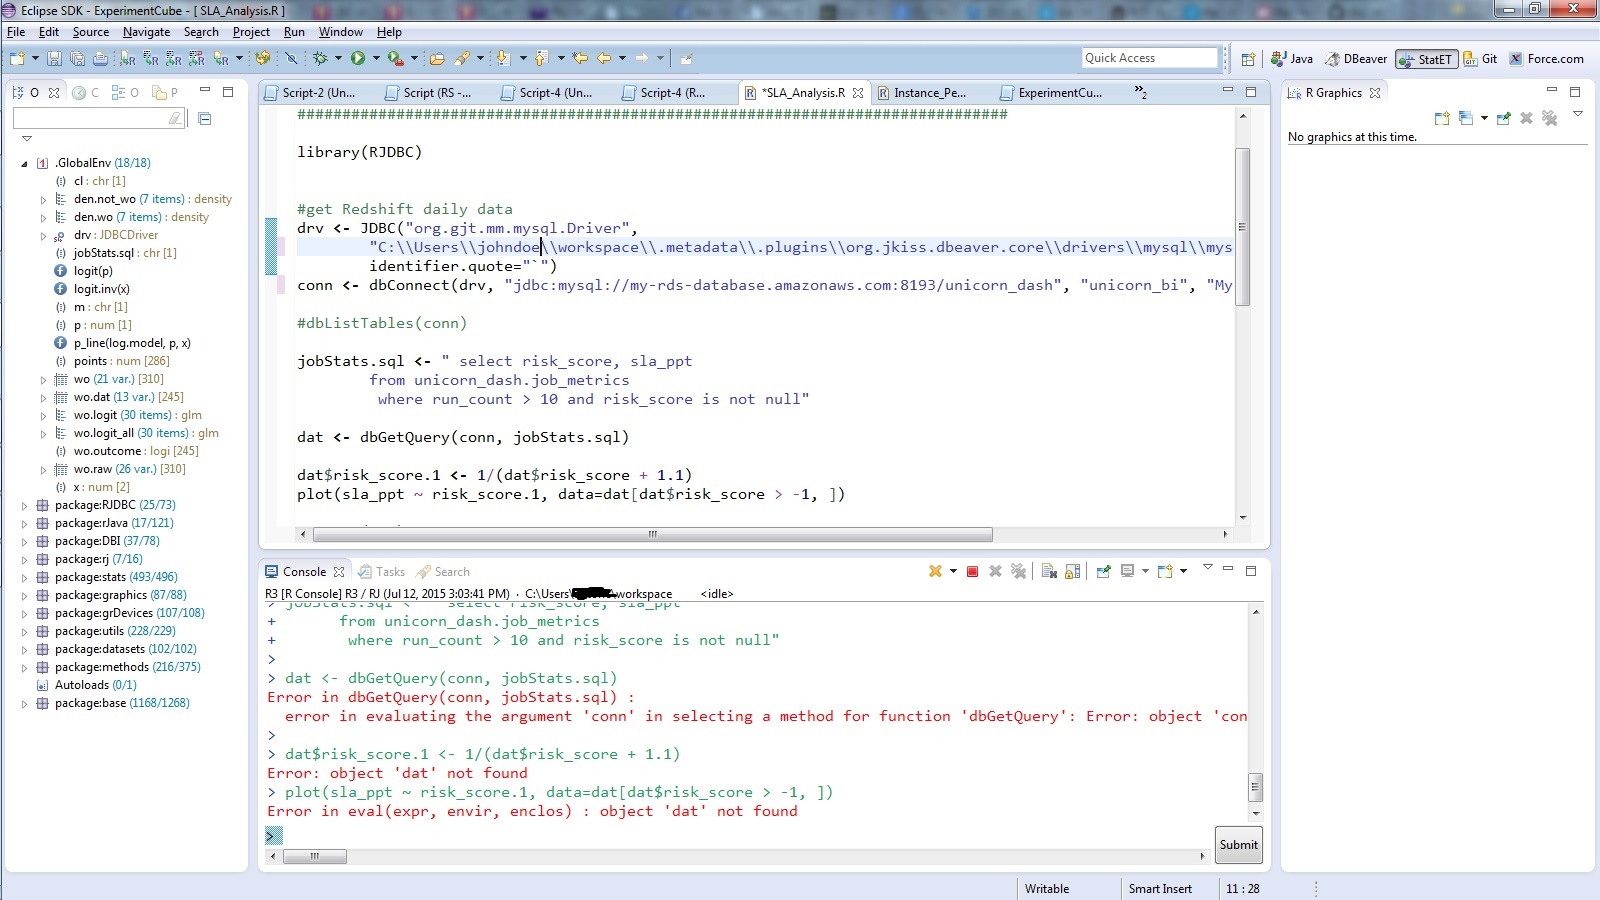 Eclipse SDK - ExperimentCube - [ SLA_Analysis.R ]
File Edit Source Navigate Search Project Run Window Help
Quick Access
Java DBeaver StatET Git Force.com
O C O P
Script-2 (Un... Script (RS -... Script-4 (Un... Script-4 (R... *SLA_Analysis.R Instance_Pe... ExperimentCu... »2
R Graphics
No graphics at this time.
.GlobalEnv (18/18)
cl : chr [1]
den.not_wo (7 items) : density
den.wo (7 items) : density
drv : JDBCDriver
jobStats.sql : chr [1]
logit(p)
logit.inv(x)
m : chr [1]
p : num [1]
p_line(log.model, p, x)
points : num [286]
wo (21 var.) [310]
wo.dat (13 var.) [245]
wo.logit (30 items) : glm
wo.logit_all (30 items) : glm
wo.outcome : logi [245]
wo.raw (26 var.) [310]
x : num [2]
package:RJDBC (25/73)
package:rJava (17/121)
package:DBI (37/78)
package:rj (7/16)
package:stats (493/496)
package:graphics (87/88)
package:grDevices (107/108)
package:utils (228/229)
package:datasets (102/102)
package:methods (216/375)
Autoloads (0/1)
package:base (1168/1268)
###############################################################################
library(RJDBC)
#get Redshift daily data
drv <- JDBC("org.gjt.mm.mysql.Driver",
"C:\\Users\\johndoe\\workspace\\.metadata\\.plugins\\org.jkiss.dbeaver.core\\drivers\\mysql\\mys
identifier.quote="`")
conn <- dbConnect(drv, "jdbc:mysql://my-rds-database.amazonaws.com:8193/unicorn_dash", "unicorn_bi", "My
#dbListTables(conn)
jobStats.sql <- " select risk_score, sla_ppt
from unicorn_dash.job_metrics
where run_count > 10 and risk_score is not null"
dat <- dbGetQuery(conn, jobStats.sql)
dat$risk_score.1 <- 1/(dat$risk_score + 1.1)
plot(sla_ppt ~ risk_score.1, data=dat[dat$risk_score > -1, ])
Console Tasks Search
R3 [R Console] R3 / RJ (Jul 12, 2015 3:03:41 PM) · C:\Users\ workspace <idle>
> jobStats.sql <- " select risk_score, sla_ppt
+ from unicorn_dash.job_metrics
+ where run_count > 10 and risk_score is not null"
>
> dat <- dbGetQuery(conn, jobStats.sql)
Error in dbGetQuery(conn, jobStats.sql) :
error in evaluating the argument 'conn' in selecting a method for function 'dbGetQuery': Error: object 'con
>
> dat$risk_score.1 <- 1/(dat$risk_score + 1.1)
Error: object 'dat' not found
> plot(sla_ppt ~ risk_score.1, data=dat[dat$risk_score > -1, ])
Error in eval(expr, envir, enclos) : object 'dat' not found
>
Submit
Writable Smart Insert 11 : 28